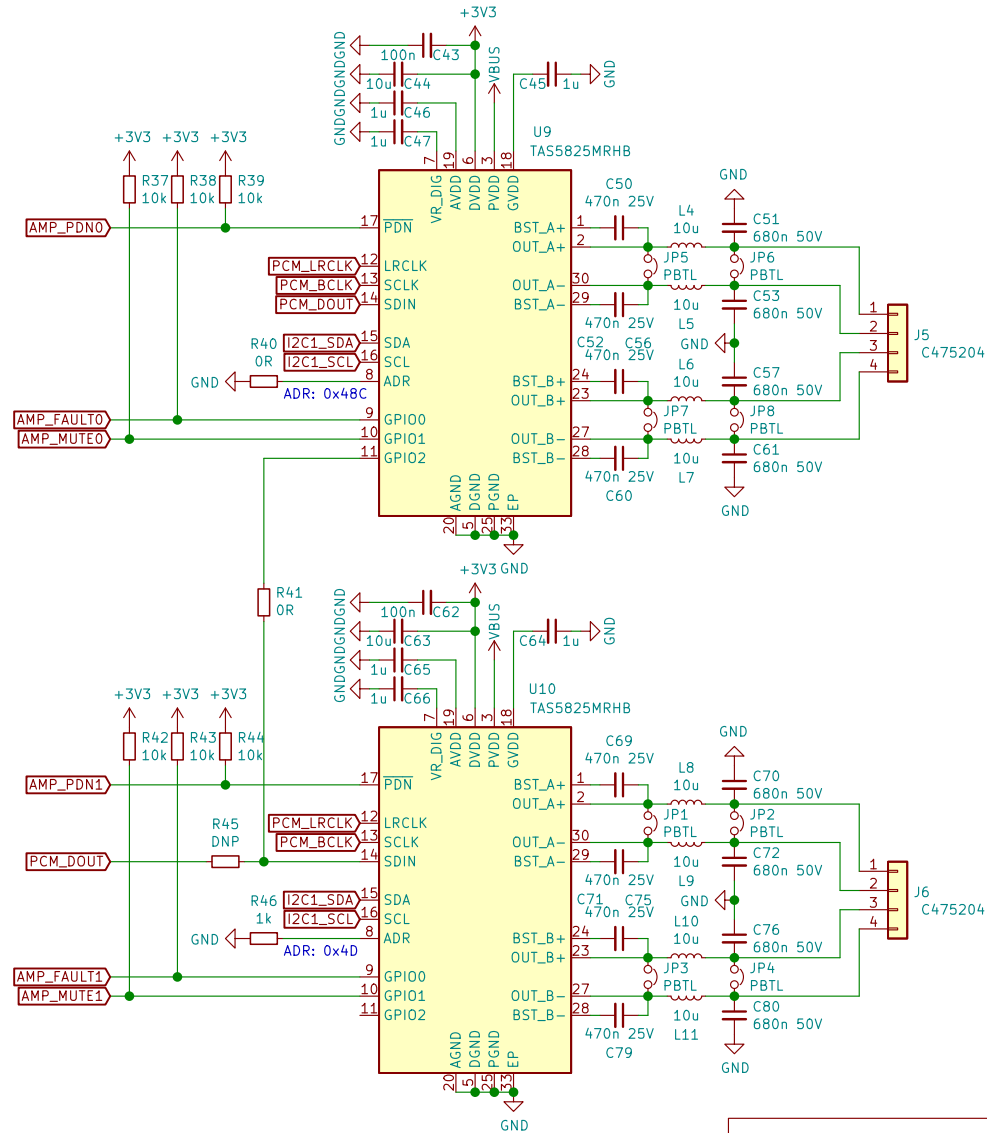 +3V3
GND 100n C43
GND 10u C44
GND 1u C46
GND 1u C47
VBUS
C45 1u GND
U9
TAS5825MRHB
+3V3 +3V3 +3V3
R37 10k
R38 10k
R39 10k
7 19 6 3 18
VR_DIG AVDD DVDD PVDD GVDD
AMP_PDN0 17 PDN
PCM_LRCLK 12 LRCLK
PCM_BCLK 13 SCLK
PCM_DOUT 14 SDIN
I2C1_SDA 15 SDA
I2C1_SCL 16 SCL
R40
0R
GND 8 ADR
ADR: 0x48C
AMP_FAULT0 9 GPIO0
AMP_MUTE0 10 GPIO1
11 GPIO2
BST_A+ 1
OUT_A+ 2
OUT_A- 30
BST_A- 29
BST_B+ 24
OUT_B+ 23
OUT_B- 27
BST_B- 28
AGND DGND PGND EP
20 5 25 33
GND
C50
470n 25V
470n 25V
C52 C56
470n 25V
470n 25V
C60
L4
10u
JP5
PBTL
10u
L5
L6
10u
JP7
PBTL
10u
L7
GND
C51
680n 50V
JP6
PBTL
C53
680n 50V
GND
C57
680n 50V
JP8
PBTL
C61
680n 50V
GND
1
2
3
4
J5
C475204
R41
0R
+3V3
GND 100n C62
GND 10u C63
GND 1u C65
GND 1u C66
VBUS
C64 1u GND
U10
TAS5825MRHB
+3V3 +3V3 +3V3
R42 10k
R43 10k
R44 10k
7 19 6 3 18
VR_DIG AVDD DVDD PVDD GVDD
AMP_PDN1 17 PDN
PCM_LRCLK 12 LRCLK
PCM_BCLK 13 SCLK
R45
DNP
PCM_DOUT 14 SDIN
I2C1_SDA 15 SDA
I2C1_SCL 16 SCL
R46
1k
GND 8 ADR
ADR: 0x4D
AMP_FAULT1 9 GPIO0
AMP_MUTE1 10 GPIO1
11 GPIO2
BST_A+ 1
OUT_A+ 2
OUT_A- 30
BST_A- 29
BST_B+ 24
OUT_B+ 23
OUT_B- 27
BST_B- 28
AGND DGND PGND EP
20 5 25 33
GND
C69
470n 25V
470n 25V
C71 C75
470n 25V
470n 25V
C79
L8
10u
JP1
PBTL
10u
L9
L10
10u
JP3
PBTL
10u
L11
GND
C70
680n 50V
JP2
PBTL
C72
680n 50V
GND
C76
680n 50V
JP4
PBTL
C80
680n 50V
GND
1
2
3
4
J6
C475204